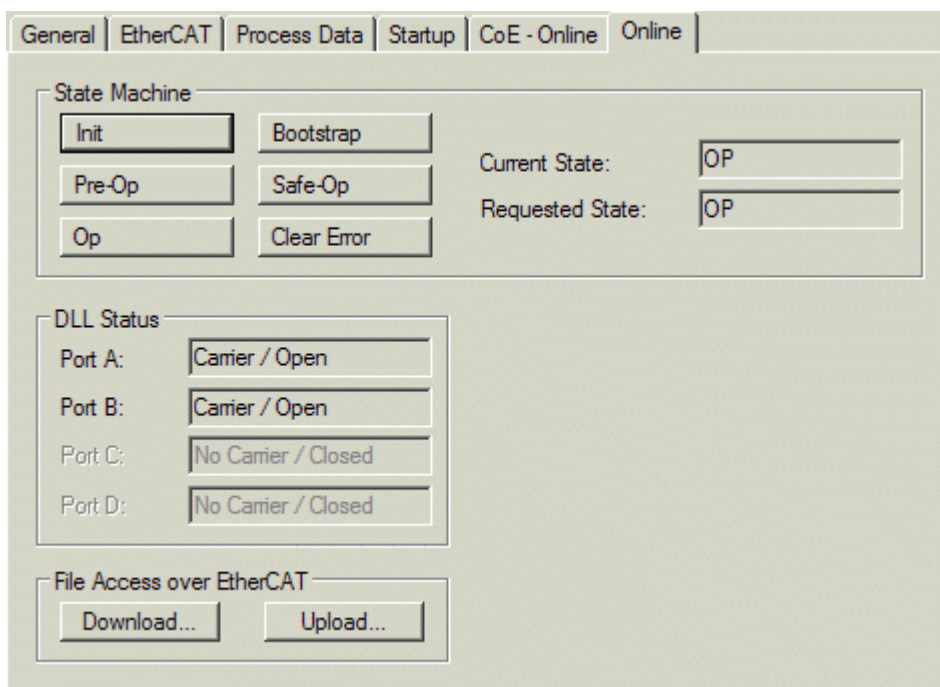 General EtherCAT Process Data Startup CoE - Online Online
State Machine
Init Bootstrap
Current State: OP
Pre-Op Safe-Op
Requested State: OP
Op Clear Error
DLL Status
Port A: Carrier / Open
Port B: Carrier / Open
Port C: No Carrier / Closed
Port D: No Carrier / Closed
File Access over EtherCAT
Download... Upload...